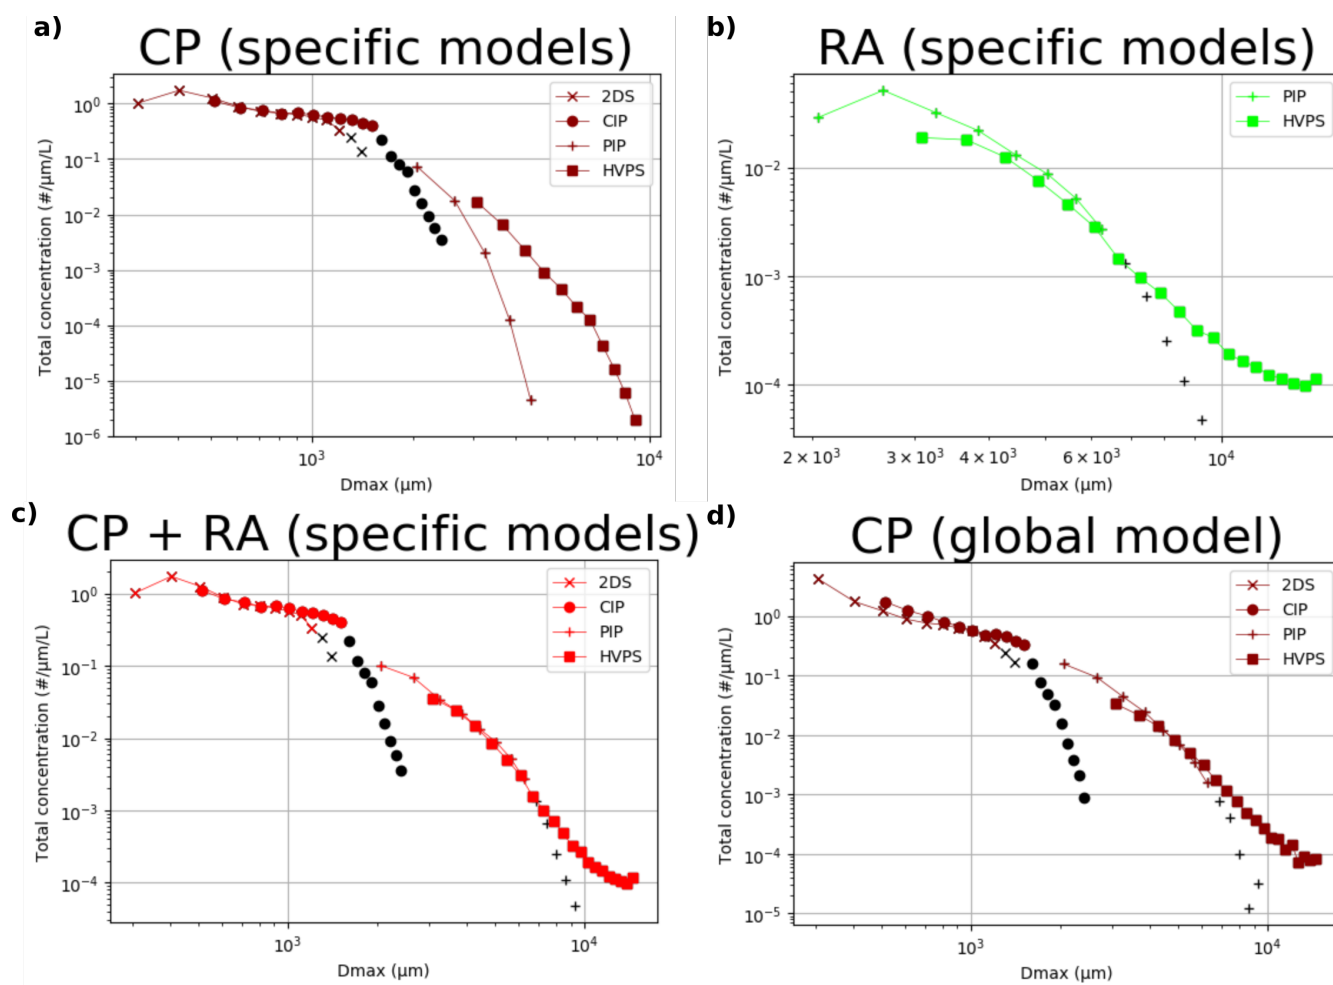 a)
CP (specific models)
2DS
CIP
PIP
HVPS
Total concentration (#/µm/L)
10⁰
10⁻¹
10⁻²
10⁻³
10⁻⁴
10⁻⁵
10⁻⁶
10³
10⁴
Dmax (µm)
b)
RA (specific models)
PIP
HVPS
Total concentration (#/µm/L)
10⁻²
10⁻³
10⁻⁴
2 × 10³
3 × 10³
4 × 10³
6 × 10³
10⁴
Dmax (µm)
c)
CP + RA (specific models)
2DS
CIP
PIP
HVPS
Total concentration (#/µm/L)
10⁰
10⁻¹
10⁻²
10⁻³
10⁻⁴
10³
10⁴
Dmax (µm)
d)
CP (global model)
2DS
CIP
PIP
HVPS
Total concentration (#/µm/L)
10⁰
10⁻¹
10⁻²
10⁻³
10⁻⁴
10⁻⁵
10³
10⁴
Dmax (µm)